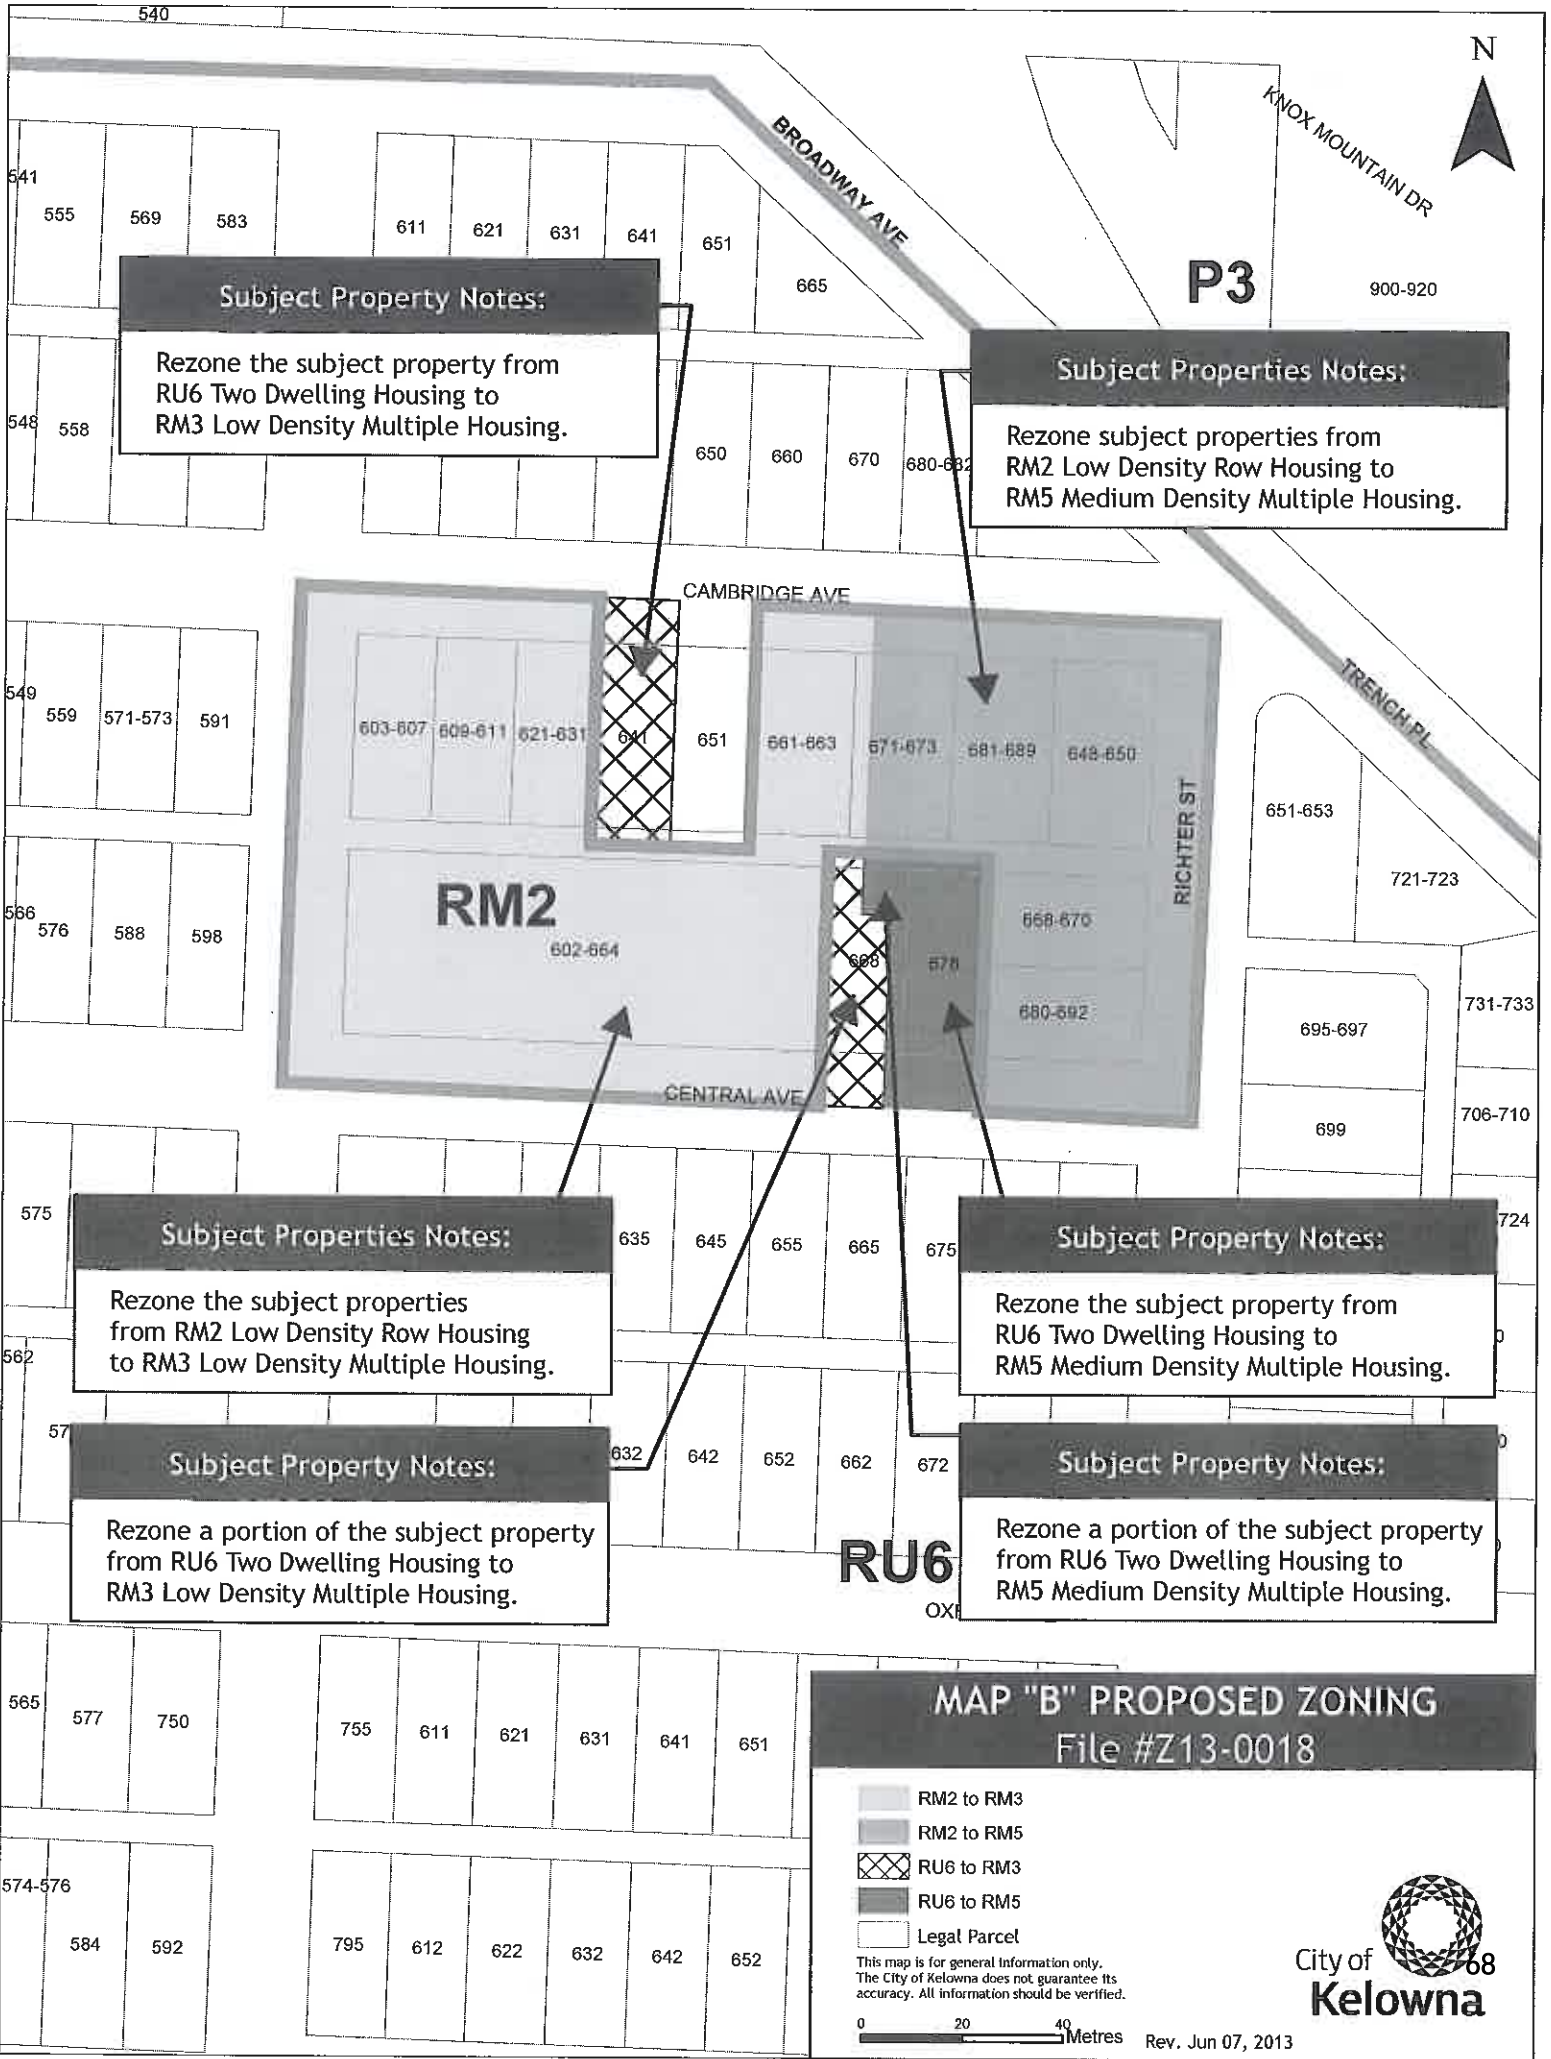 540
N
KNOX MOUNTAIN DR
BROADWAY AVE
541
555
569
583
611
621
631
641
651
665
P3
900-920
Subject Property Notes:
Rezone the subject property from
RU6 Two Dwelling Housing to
RM3 Low Density Multiple Housing.
Subject Properties Notes:
Rezone subject properties from
RM2 Low Density Row Housing to
RM5 Medium Density Multiple Housing.
548
558
650
660
670
680-682
CAMBRIDGE AVE
TRENCH PL
549
559
571-573
591
603-607
609-611
621-631
641
651
661-663
671-673
681-689
648-650
RICHTER ST
651-653
721-723
566
576
588
598
RM2
602-664
668
678
668-670
680-692
695-697
731-733
CENTRAL AVE
699
706-710
575
Subject Properties Notes:
Rezone the subject properties
from RM2 Low Density Row Housing
to RM3 Low Density Multiple Housing.
635
645
655
665
675
Subject Property Notes:
Rezone the subject property from
RU6 Two Dwelling Housing to
RM5 Medium Density Multiple Housing.
724
0
562
57
Subject Property Notes:
Rezone a portion of the subject property
from RU6 Two Dwelling Housing to
RM3 Low Density Multiple Housing.
632
642
652
662
672
Subject Property Notes:
Rezone a portion of the subject property
from RU6 Two Dwelling Housing to
RM5 Medium Density Multiple Housing.
0
RU6
OXF
565
577
750
755
611
621
631
641
651
MAP "B" PROPOSED ZONING
File #Z13-0018
RM2 to RM3
RM2 to RM5
RU6 to RM3
RU6 to RM5
Legal Parcel
This map is for general information only.
The City of Kelowna does not guarantee its
accuracy. All information should be verified.
0 20 40 Metres
Rev. Jun 07, 2013
City of
Kelowna
68
574-576
584
592
795
612
622
632
642
652